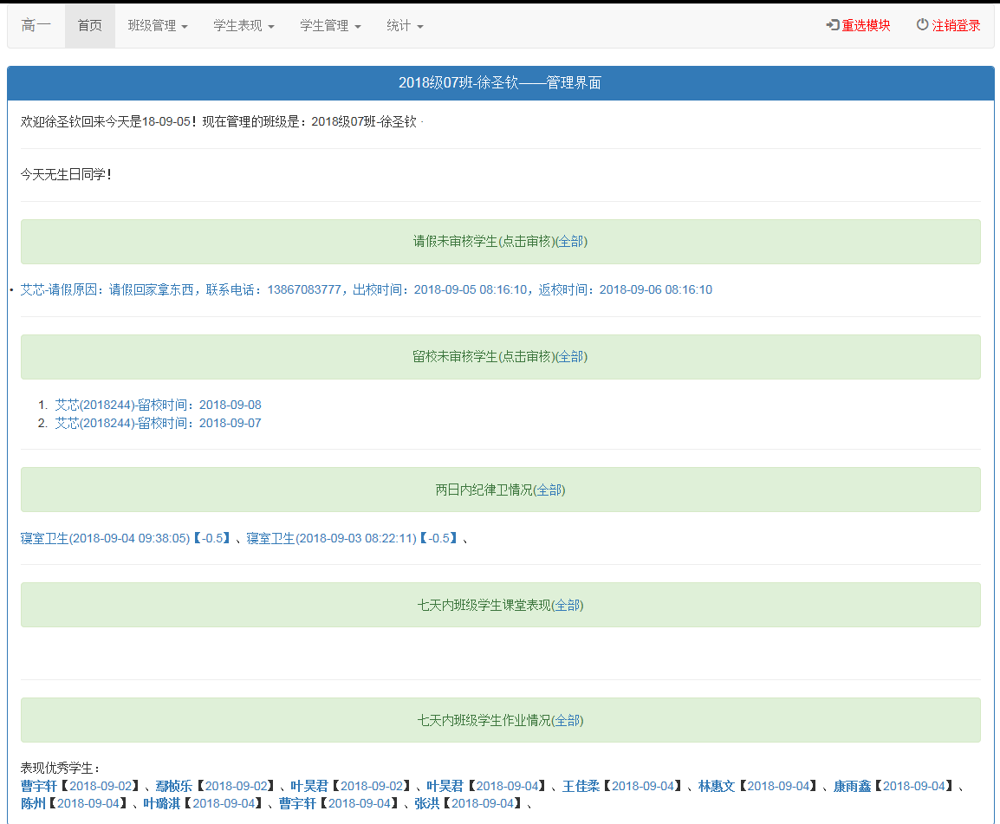 高一 首页 班级管理 学生表现 学生管理 统计 重选模块 注销登录
2018级07班-徐圣钦——管理界面
欢迎徐圣钦回来今天是18-09-05！现在管理的班级是：2018级07班-徐圣钦 ·
今天无生日同学！
请假未审核学生(点击审核)(全部)
• 艾芯-请假原因：请假回家拿东西，联系电话：13867083777，出校时间：2018-09-05 08:16:10，返校时间：2018-09-06 08:16:10
留校未审核学生(点击审核)(全部)
1. 艾芯(2018244)-留校时间：2018-09-08
2. 艾芯(2018244)-留校时间：2018-09-07
两日内纪律卫情况(全部)
寝室卫生(2018-09-04 09:38:05)【-0.5】、寝室卫生(2018-09-03 08:22:11)【-0.5】、
七天内班级学生课堂表现(全部)
七天内班级学生作业情况(全部)
表现优秀学生：
曹宇轩【2018-09-02】、鄢桢乐【2018-09-02】、叶昊君【2018-09-02】、叶昊君【2018-09-04】、王佳柔【2018-09-04】、林惠文【2018-09-04】、康雨鑫【2018-09-04】、
陈州【2018-09-04】、叶璐淇【2018-09-04】、曹宇轩【2018-09-04】、张洪【2018-09-04】、